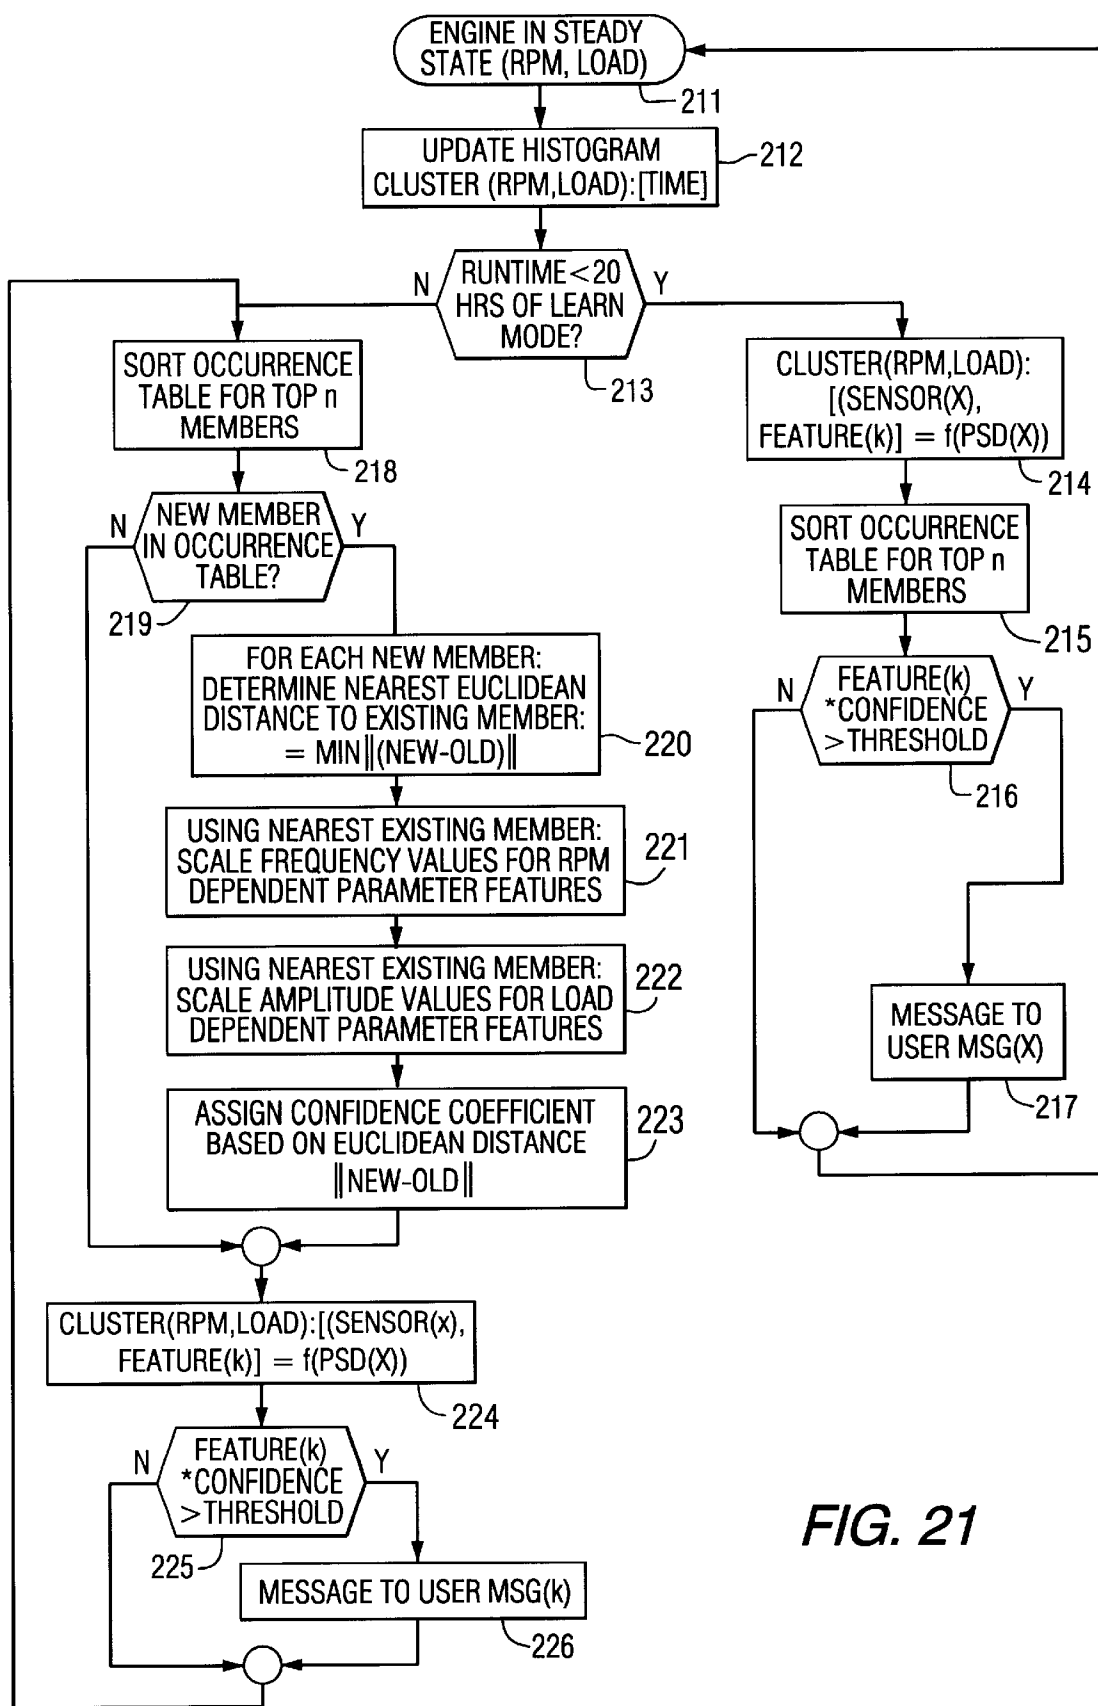 ENGINE IN STEADY
STATE (RPM, LOAD)
211
UPDATE HISTOGRAM
CLUSTER (RPM,LOAD):[TIME]
212
RUNTIME<20
HRS OF LEARN
MODE?
N
Y
213
SORT OCCURRENCE
TABLE FOR TOP n
MEMBERS
218
NEW MEMBER
IN OCCURRENCE
TABLE?
N
Y
219
FOR EACH NEW MEMBER:
DETERMINE NEAREST EUCLIDEAN
DISTANCE TO EXISTING MEMBER:
= MIN||(NEW-OLD)||
220
USING NEAREST EXISTING MEMBER:
SCALE FREQUENCY VALUES FOR RPM
DEPENDENT PARAMETER FEATURES
221
USING NEAREST EXISTING MEMBER:
SCALE AMPLITUDE VALUES FOR LOAD
DEPENDENT PARAMETER FEATURES
222
ASSIGN CONFIDENCE COEFFICIENT
BASED ON EUCLIDEAN DISTANCE
||NEW-OLD||
223
CLUSTER(RPM,LOAD):[(SENSOR(x),
FEATURE(k)] = f(PSD(X))
224
FEATURE(k)
*CONFIDENCE
>THRESHOLD
N
Y
225
MESSAGE TO USER MSG(k)
226
CLUSTER(RPM,LOAD):
[(SENSOR(X),
FEATURE(k)] = f(PSD(X))
214
SORT OCCURRENCE
TABLE FOR TOP n
MEMBERS
215
FEATURE(k)
*CONFIDENCE
>THRESHOLD
N
Y
216
MESSAGE TO
USER MSG(X)
217
FIG. 21